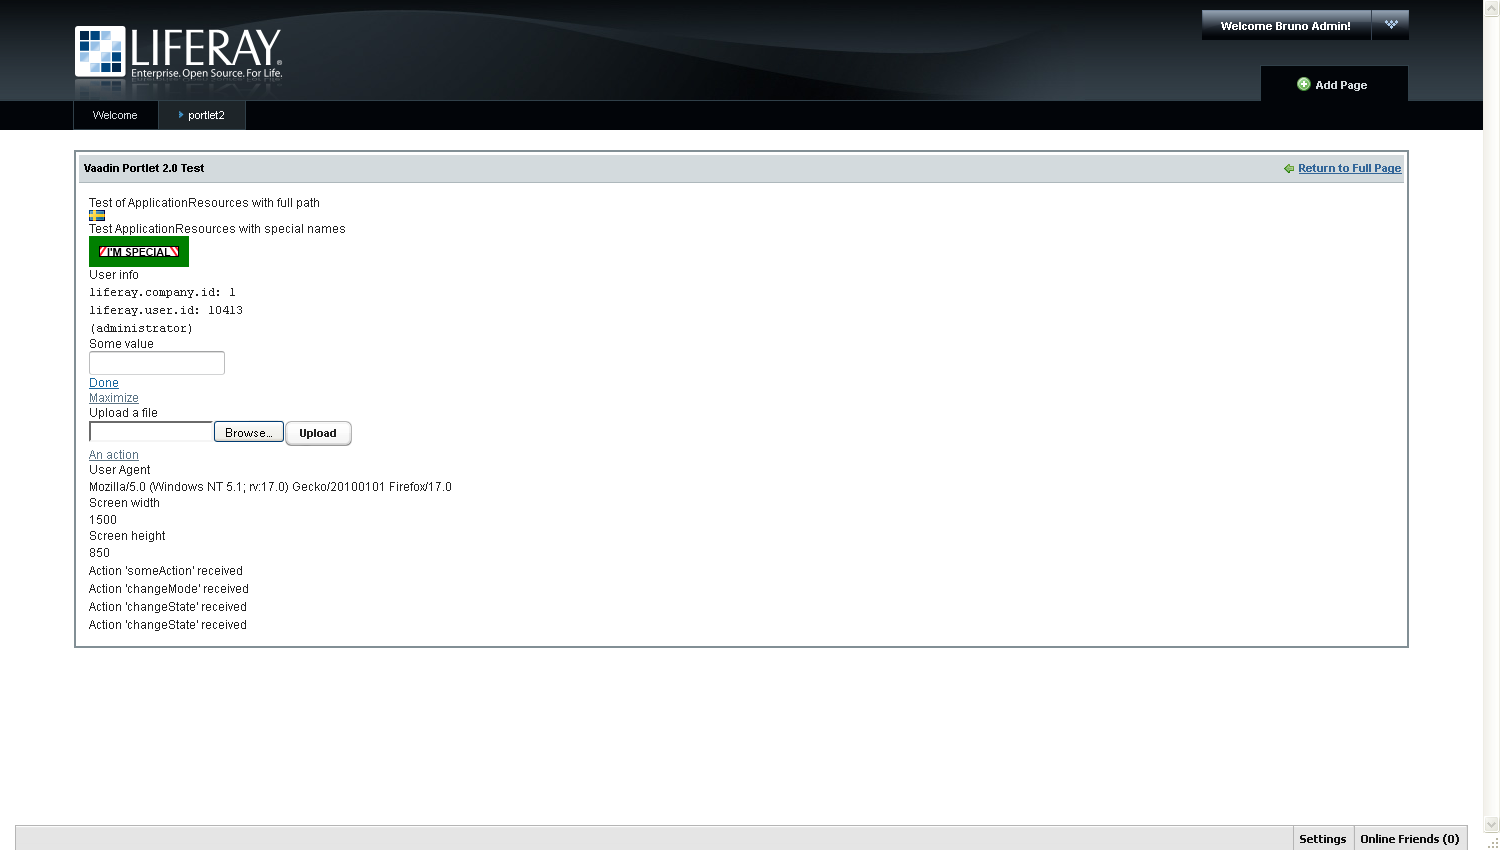 LIFERAY.
Enterprise. Open Source. For Life.
Welcome Bruno Admin!
Add Page
Welcome
portlet2
Vaadin Portlet 2.0 Test
Return to Full Page
Test of ApplicationResources with full path
Test ApplicationResources with special names
I'M SPECIAL
User info
liferay.company.id: 1
liferay.user.id: 10413
(administrator)
Some value
Done
Maximize
Upload a file
Browse...
Upload
An action
User Agent
Mozilla/5.0 (Windows NT 5.1; rv:17.0) Gecko/20100101 Firefox/17.0
Screen width
1500
Screen height
850
Action 'someAction' received
Action 'changeMode' received
Action 'changeState' received
Action 'changeState' received
Settings
Online Friends (0)